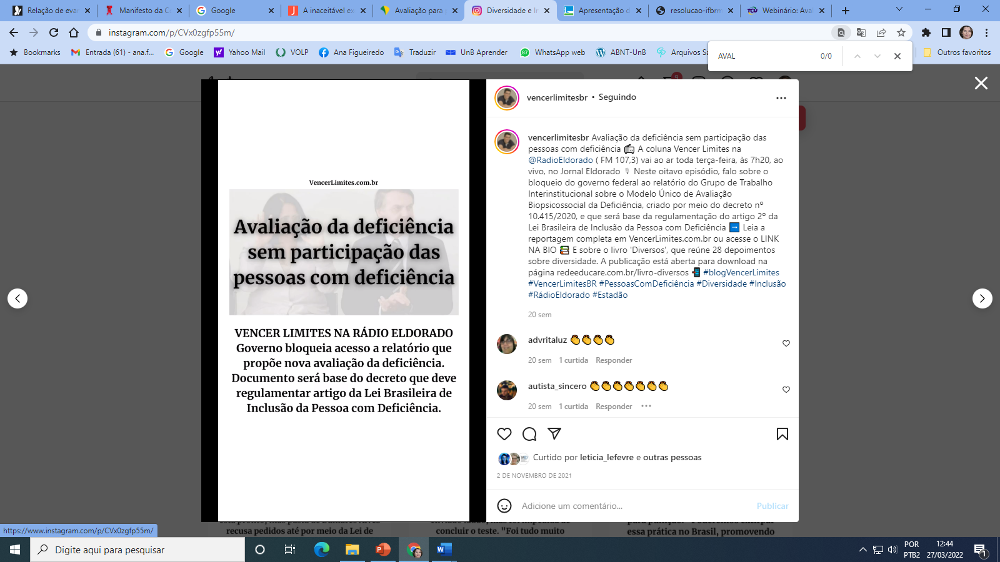 Relação de evan
Manifesto da Co
Google
A inaceitável ex
Avaliação para p
Diversidade e In
Apresentação d
resolucao-ifbrm
Webinário: Aval
instagram.com/p/CVx0zgfp55m/
Bookmarks
Entrada (61) - ana.f...
Google
Yahoo Mail
VOLP
Ana Figueiredo
Traduzir
UnB Aprender
WhatsApp web
ABNT-UnB
Arquivos Sa
Outros favoritos
AVAL
0/0
9
VencerLimites.com.br
Avaliação da deficiência
sem participação das
pessoas com deficiência
VENCER LIMITES NA RÁDIO ELDORADO
Governo bloqueia acesso a relatório que
propõe nova avaliação da deficiência.
Documento será base do decreto que deve
regulamentar artigo da Lei Brasileira de
Inclusão da Pessoa com Deficiência.
vencerlimitesbr • Seguindo
vencerlimitesbr Avaliação da deficiência sem participação das
pessoas com deficiência 📻 A coluna Vencer Limites na
@RadioEldorado ( FM 107,3) vai ao ar toda terça-feira, às 7h20, ao
vivo, no Jornal Eldorado 🎙 Neste oitavo episódio, falo sobre o
bloqueio do governo federal ao relatório do Grupo de Trabalho
Interinstitucional sobre o Modelo Único de Avaliação
Biopsicossocial da Deficiência, criado por meio do decreto nº
10.415/2020, e que será base da regulamentação do artigo 2º da
Lei Brasileira de Inclusão da Pessoa com Deficiência ➡️ Leia a
reportagem completa em VencerLimites.com.br ou acesse o LINK
NA BIO 📚 E sobre o livro 'Diversos', que reúne 28 depoimentos
sobre diversidade. A publicação está aberta para download na
página redeeducare.com.br/livro-diversos 📲 #blogVencerLimites
#VencerLimitesBR #PessoasComDeficiência #Diversidade #Inclusão
#RádioEldorado #Estadão
20 sem
advritaluz 👏👏👏👏
20 sem 1 curtida Responder
autista_sincero 👏👏👏👏👏👏👏
20 sem 1 curtida Responder
Curtido por leticia_lefevre e outras pessoas
2 DE NOVEMBRO DE 2021
Adicione um comentário...
Publicar
recusa pedidos até por meio da Lei de
concluir o teste. "Foi tudo muito
essa prática no Brasil, promovendo
https://www.instagram.com/p/CVx0zgfp55m/
Digite aqui para pesquisar
POR
PTB2
12:44
27/03/2022
1